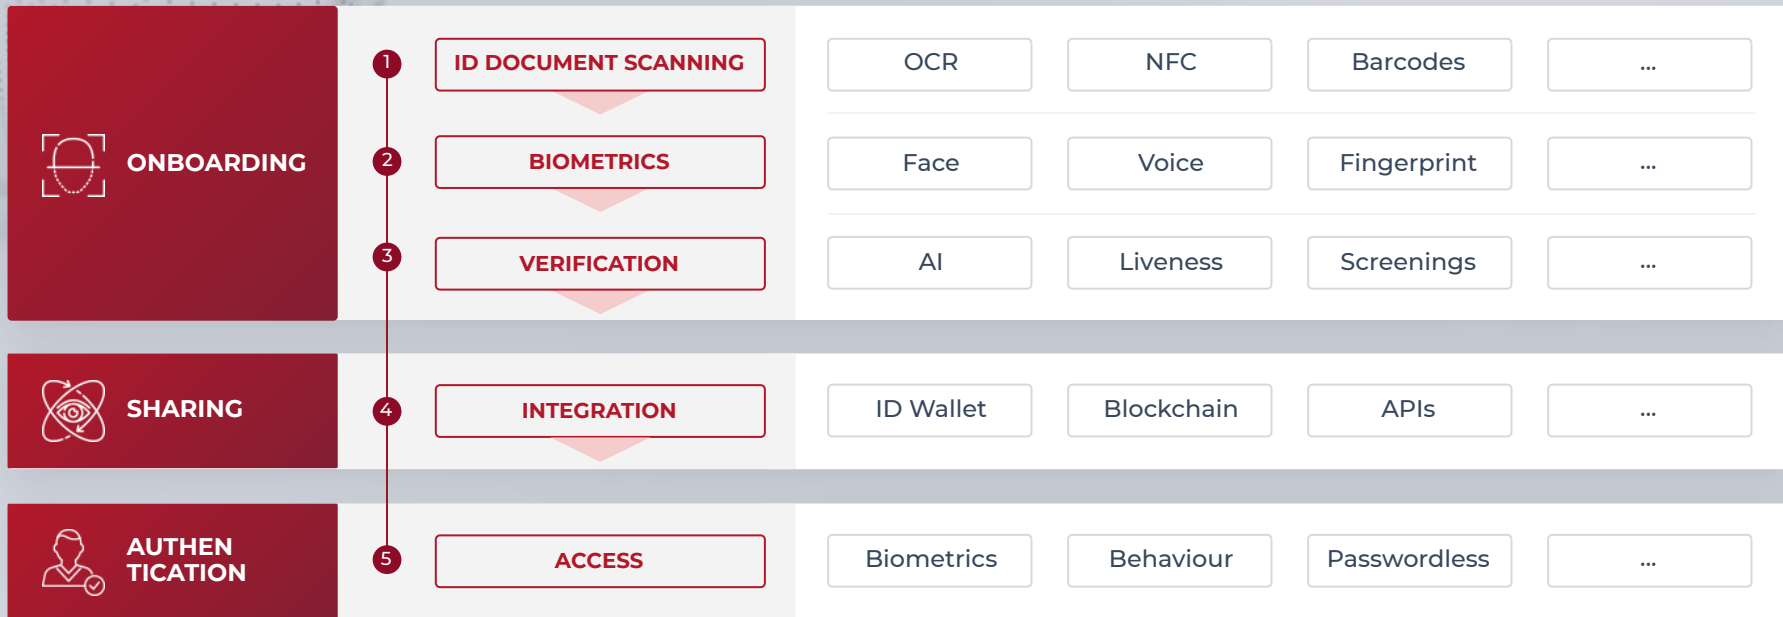 1
ID DOCUMENT SCANNING
OCR
NFC
Barcodes
...
ONBOARDING
2
BIOMETRICS
Face
Voice
Fingerprint
...
3
VERIFICATION
AI
Liveness
Screenings
...
SHARING
4
INTEGRATION
ID Wallet
Blockchain
APIs
...
AUTHEN
TICATION
5
ACCESS
Biometrics
Behaviour
Passwordless
...